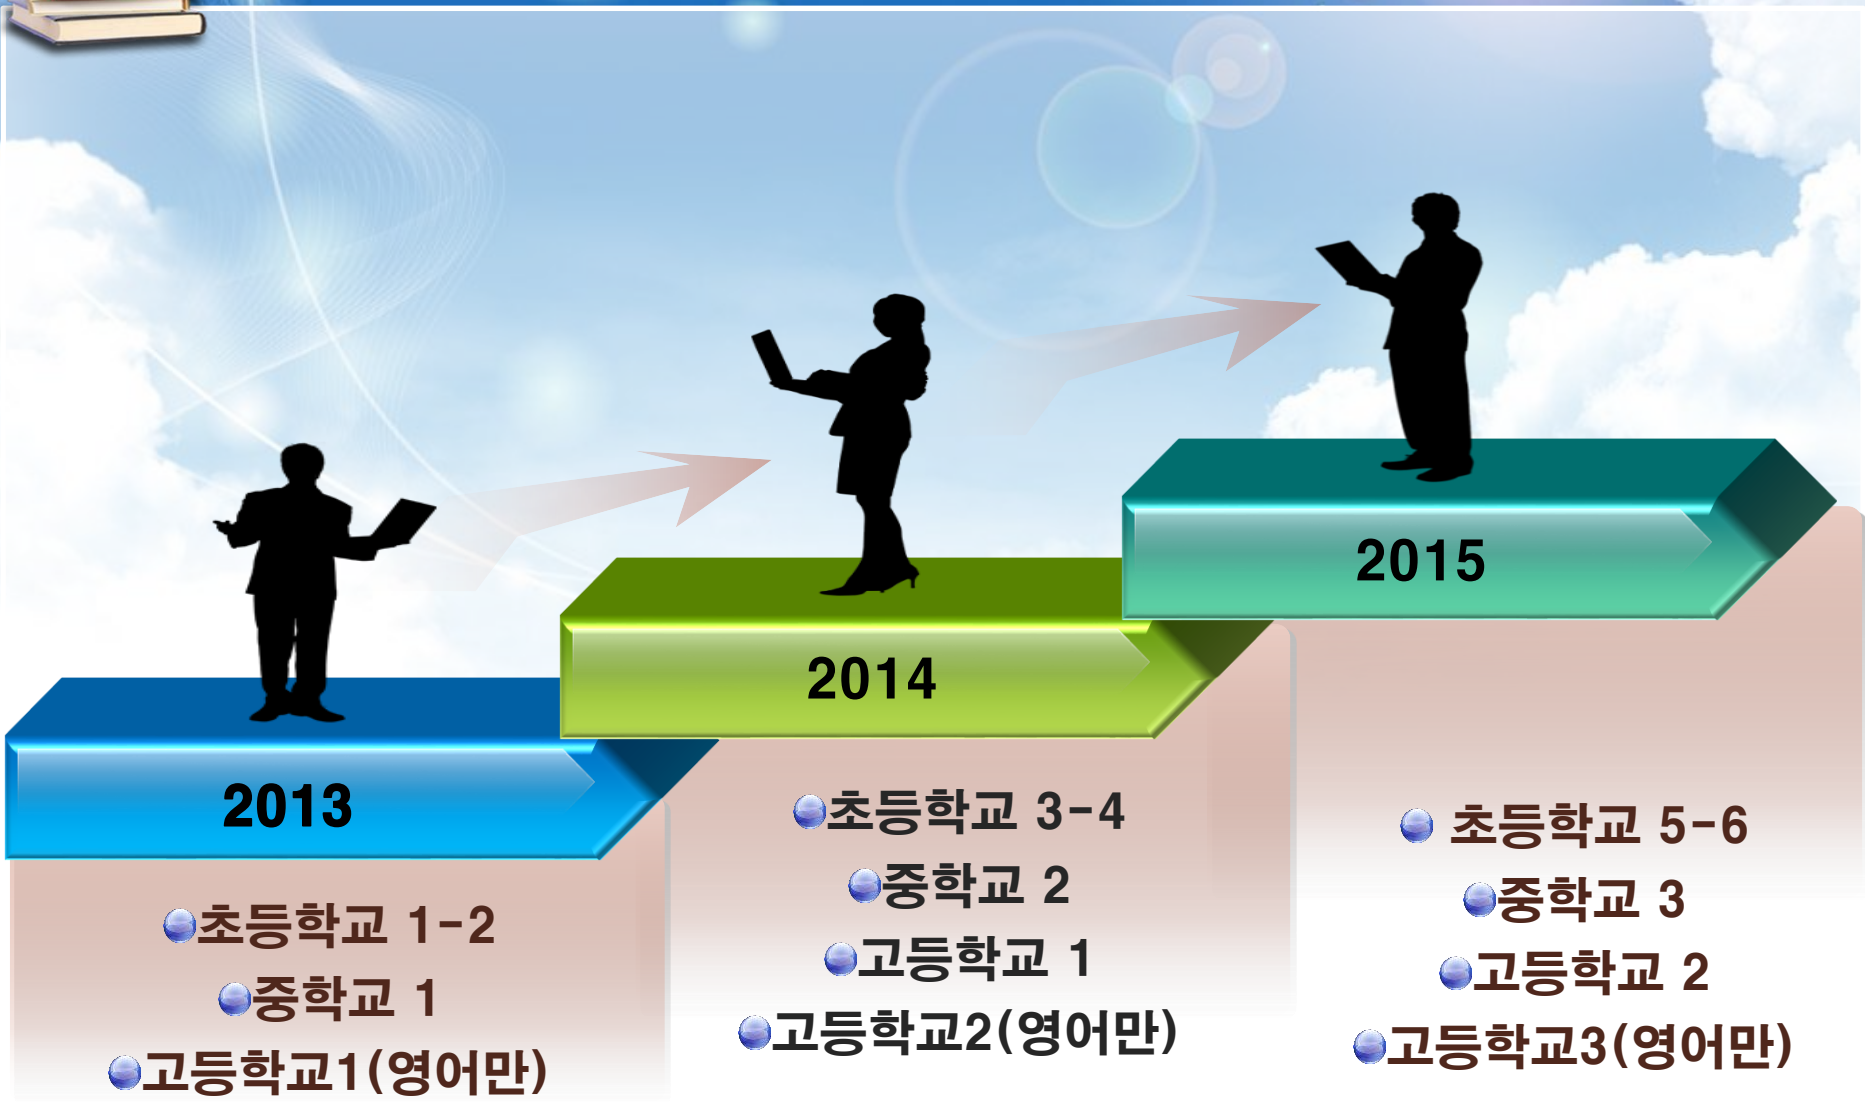 2013
초등학교 1-2
중학교 1
고등학교1(영어만)
2014
초등학교 3-4
중학교 2
고등학교 1
고등학교2(영어만)
2015
초등학교 5-6
중학교 3
고등학교 2
고등학교3(영어만)